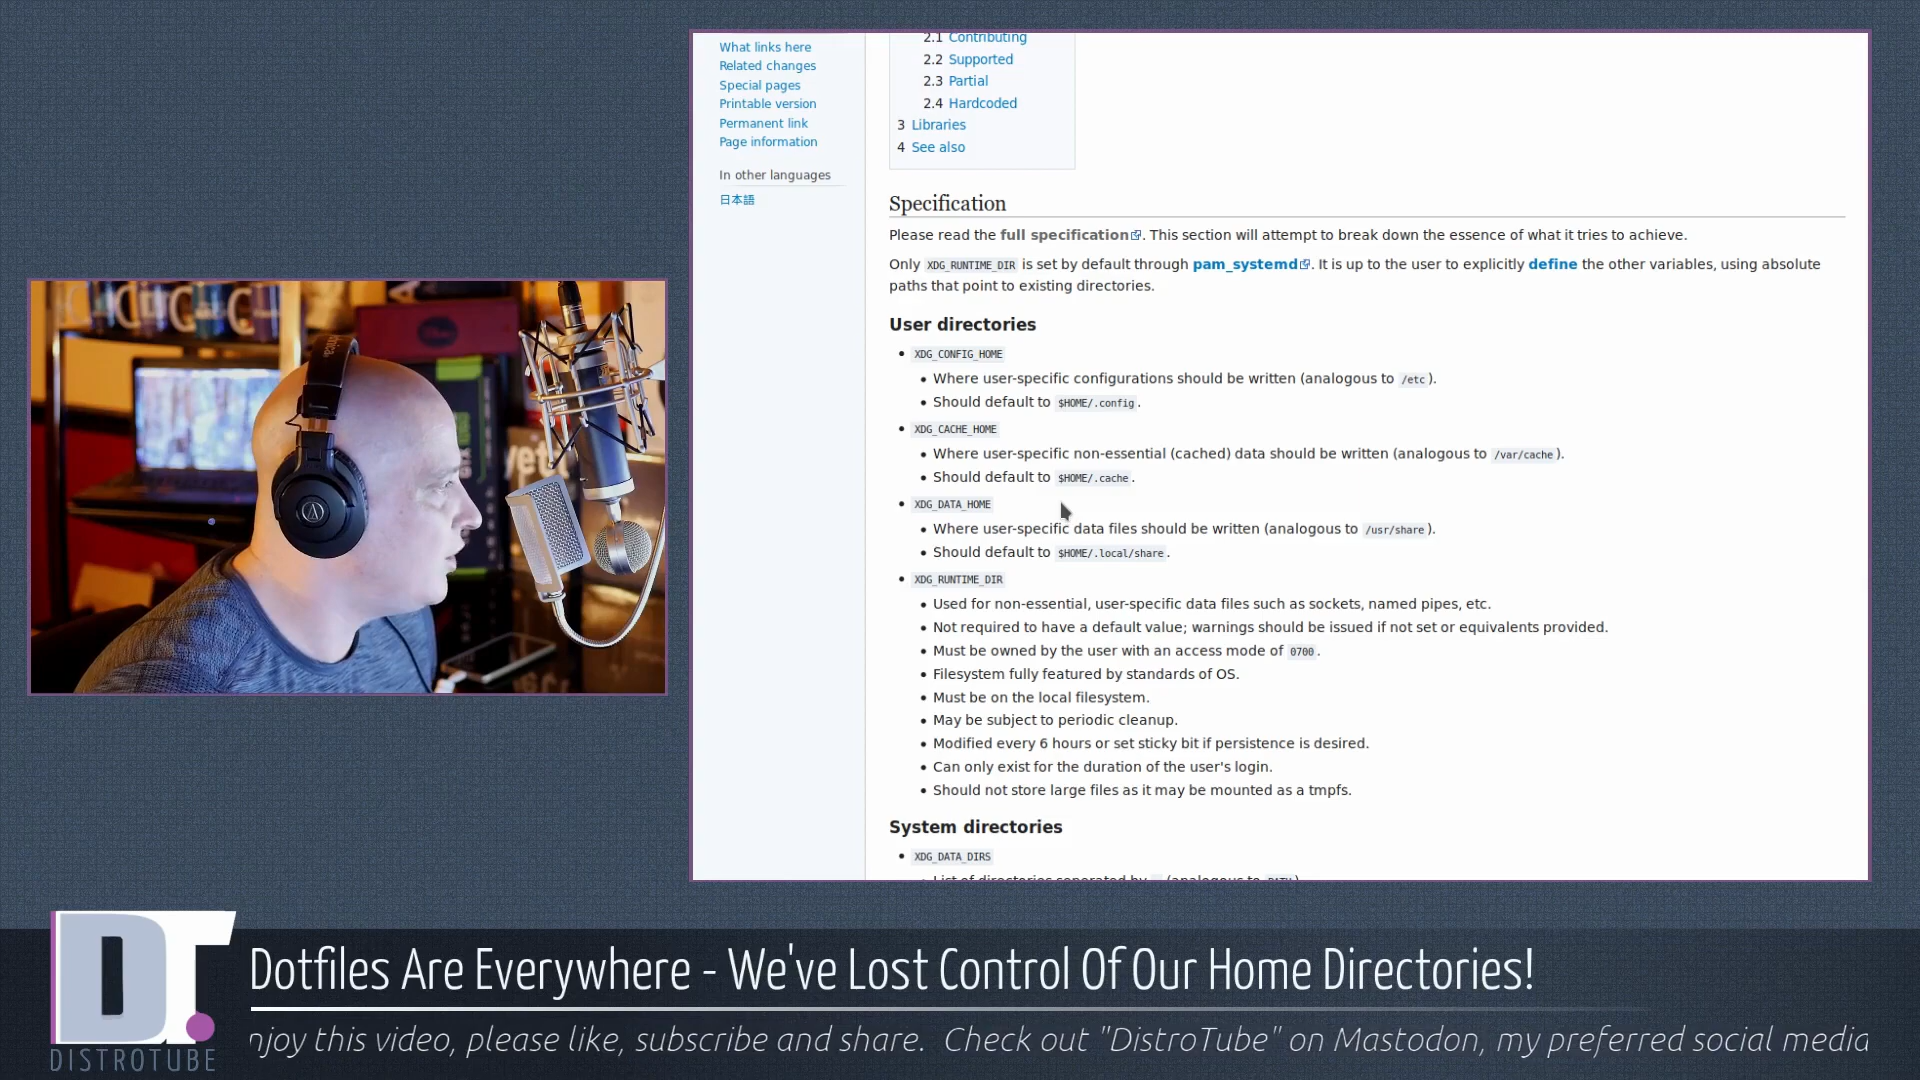 What links here
Related changes
Special pages
Printable version
Permanent link
Page information
In other languages
日本語
2.1 Contributing
2.2 Supported
2.3 Partial
2.4 Hardcoded
3 Libraries
4 See also
Specification
Please read the full specification. This section will attempt to break down the essence of what it tries to achieve.
Only XDG_RUNTIME_DIR is set by default through pam_systemd. It is up to the user to explicitly define the other variables, using absolute
paths that point to existing directories.
User directories
• XDG_CONFIG_HOME
• Where user-specific configurations should be written (analogous to /etc).
• Should default to $HOME/.config.
• XDG_CACHE_HOME
• Where user-specific non-essential (cached) data should be written (analogous to /var/cache).
• Should default to $HOME/.cache.
• XDG_DATA_HOME
• Where user-specific data files should be written (analogous to /usr/share).
• Should default to $HOME/.local/share.
• XDG_RUNTIME_DIR
• Used for non-essential, user-specific data files such as sockets, named pipes, etc.
• Not required to have a default value; warnings should be issued if not set or equivalents provided.
• Must be owned by the user with an access mode of 0700.
• Filesystem fully featured by standards of OS.
• Must be on the local filesystem.
• May be subject to periodic cleanup.
• Modified every 6 hours or set sticky bit if persistence is desired.
• Can only exist for the duration of the user's login.
• Should not store large files as it may be mounted as a tmpfs.
System directories
• XDG_DATA_DIRS
• List of directories separated by (analogous to PATH)
DT.
DISTROTUBE
Dotfiles Are Everywhere - We've Lost Control Of Our Home Directories!
njoy this video, please like, subscribe and share. Check out "DistroTube" on Mastodon, my preferred social media